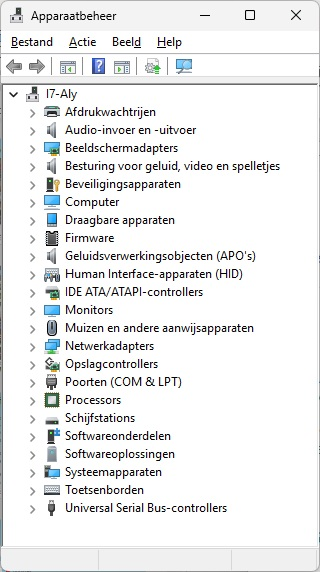 Apparaatbeheer
Bestand Actie Beeld Help
I7-Aly
Afdrukwachtrijen
Audio-invoer en -uitvoer
Beeldschermadapters
Besturing voor geluid, video en spelletjes
Beveiligingsapparaten
Computer
Draagbare apparaten
Firmware
Geluidsverwerkingsobjecten (APO's)
Human Interface-apparaten (HID)
IDE ATA/ATAPI-controllers
Monitors
Muizen en andere aanwijsapparaten
Netwerkadapters
Opslagcontrollers
Poorten (COM & LPT)
Processors
Schijfstations
Softwareonderdelen
Softwareoplossingen
Systeemapparaten
Toetsenborden
Universal Serial Bus-controllers